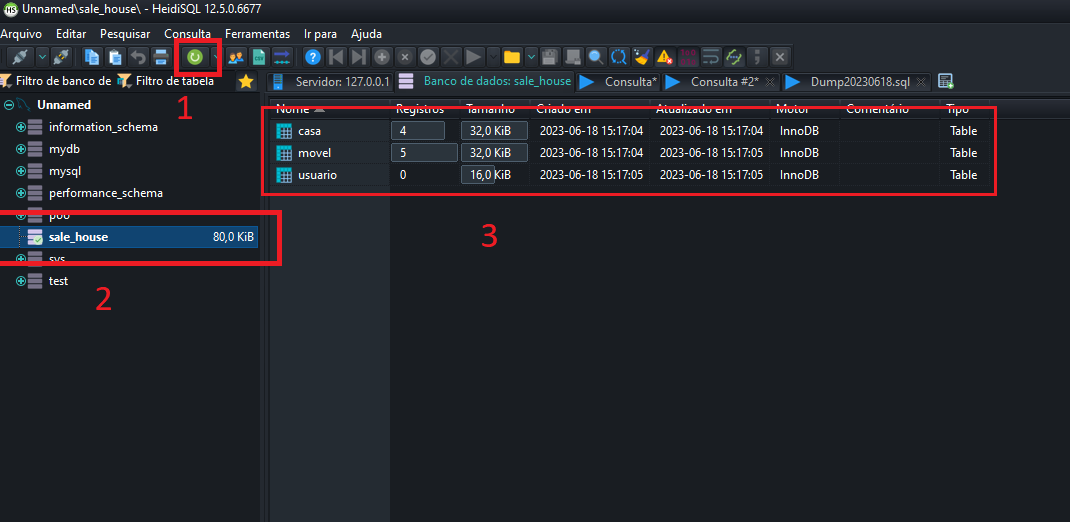 HS Unnamed\sale_house\ - HeidiSQL 12.5.0.6677
Arquivo Editar Pesquisar Consulta Ferramentas Ir para Ajuda
Filtro de banco de Filtro de tabela
Servidor: 127.0.0.1 Banco de dados: sale_house Consulta* Consulta #2* Dump20230618.sql
1
Unnamed
information_schema
mydb
mysql
performance_schema
poo
sale_house 80,0 KiB
sys
test
2
Nome Registros Tamanho Criado em Atualizado em Motor Comentário Tipo
casa 4 32,0 KiB 2023-06-18 15:17:04 2023-06-18 15:17:04 InnoDB Table
movel 5 32,0 KiB 2023-06-18 15:17:04 2023-06-18 15:17:05 InnoDB Table
usuario 0 16,0 KiB 2023-06-18 15:17:05 2023-06-18 15:17:05 InnoDB Table
3